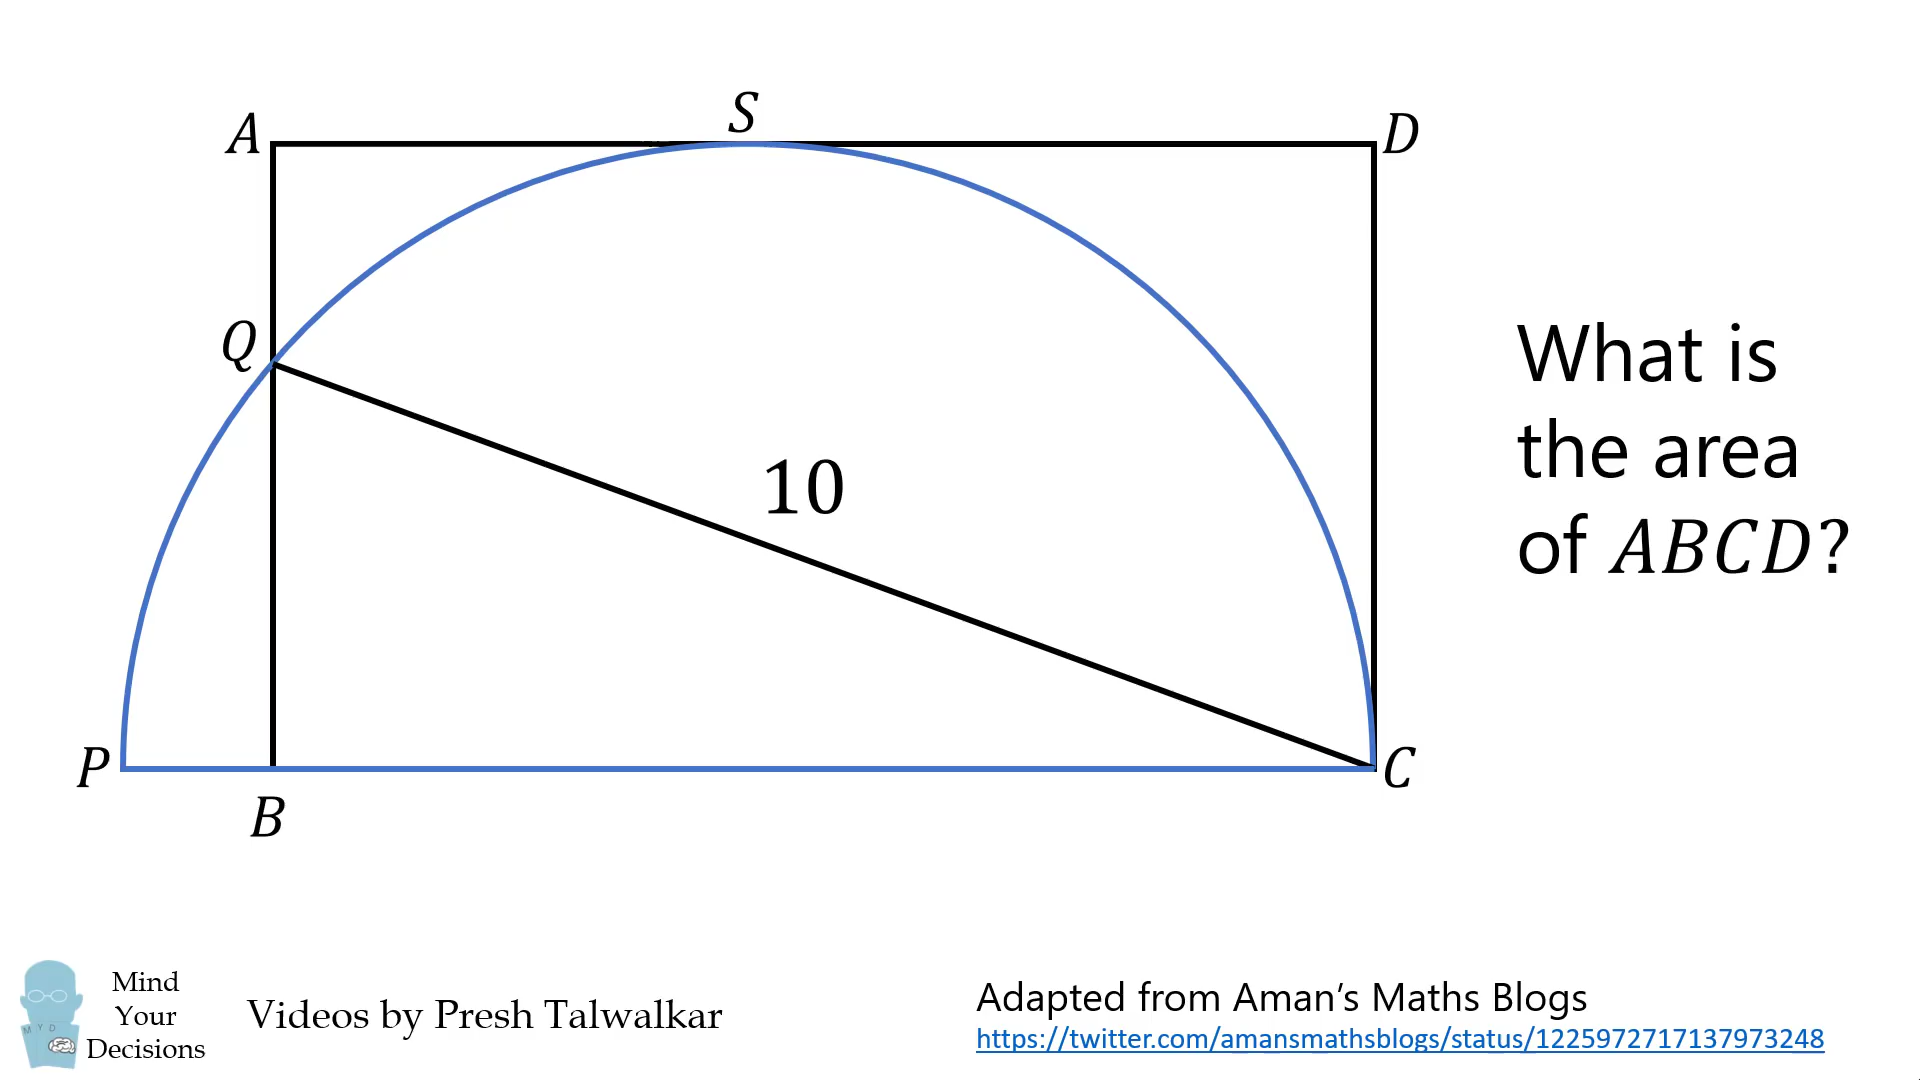 S
A
D
Q
10
What is
the area
of ABCD?
P
C
B
Mind
Your
Decisions
M Y D
Videos by Presh Talwalkar
Adapted from Aman’s Maths Blogs
https://twitter.com/amansmathsblogs/status/1225972717137973248